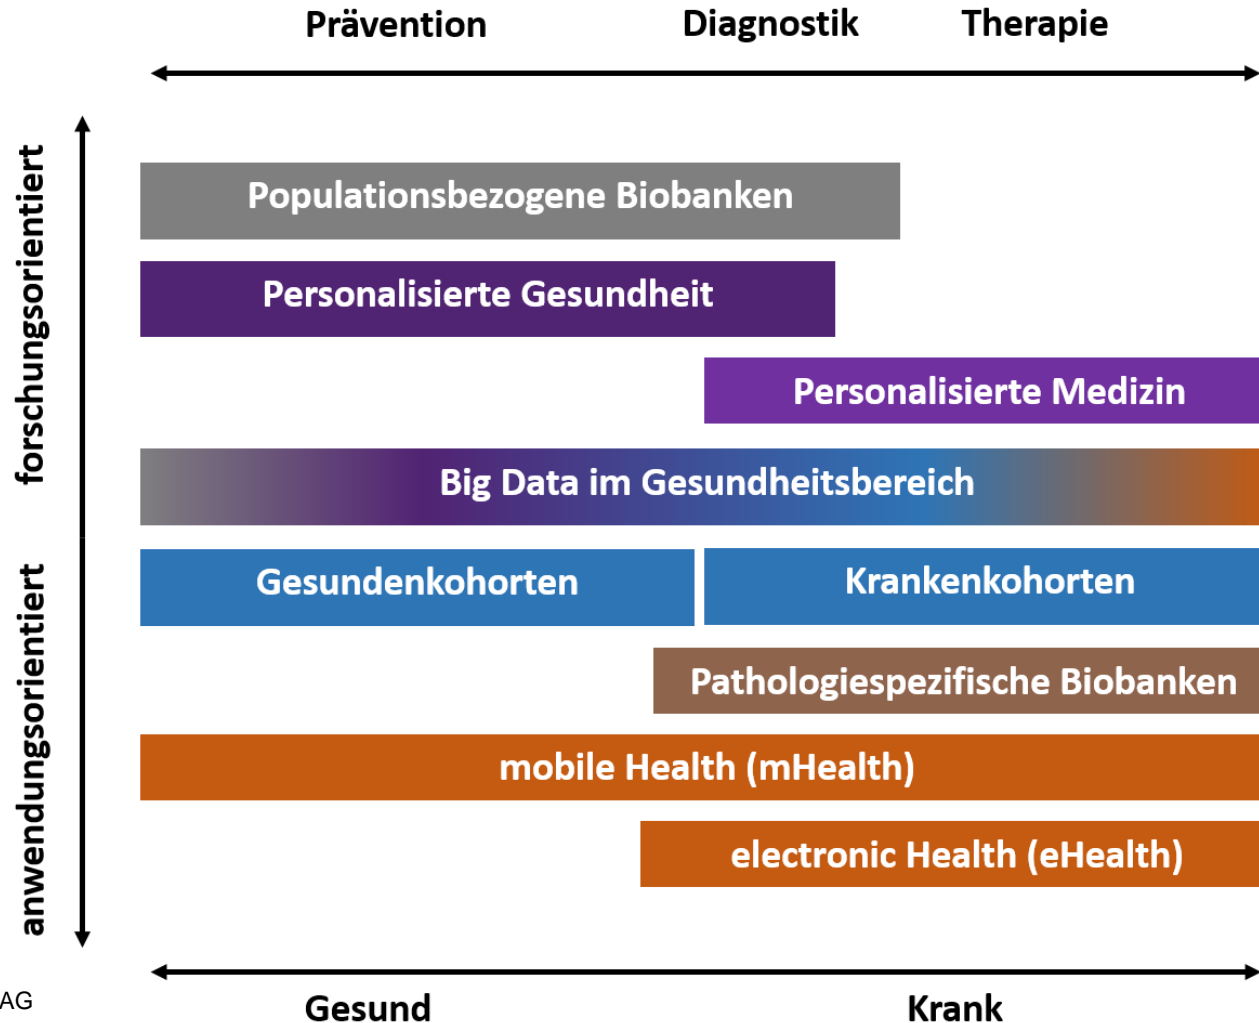 Prävention Diagnostik Therapie
forschungsorientiert
Populationsbezogene Biobanken
Personalisierte Gesundheit
Personalisierte Medizin
Big Data im Gesundheitsbereich
anwendungsorientiert
Gesundenkohorten Krankenkohorten
Pathologiespezifische Biobanken
mobile Health (mHealth)
electronic Health (eHealth)
AG
Gesund Krank